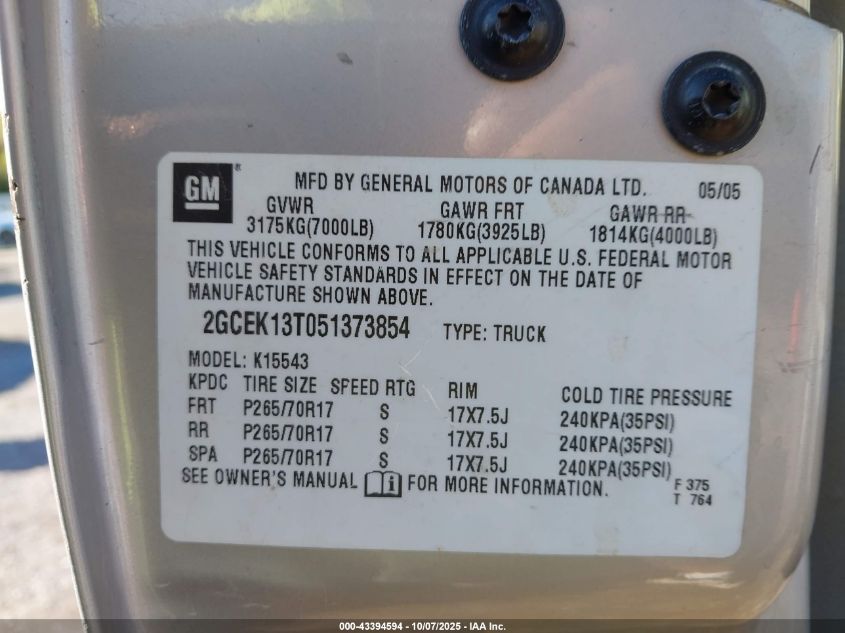 GM®
MFD BY GENERAL MOTORS OF CANADA LTD. 05/05
GVWR GAWR FRT GAWR RR
3175KG(7000LB) 1780KG(3925LB) 1814KG(4000LB)
THIS VEHICLE CONFORMS TO ALL APPLICABLE U.S. FEDERAL MOTOR
VEHICLE SAFETY STANDARDS IN EFFECT ON THE DATE OF
MANUFACTURE SHOWN ABOVE.
2GCEK13T051373854 TYPE: TRUCK
MODEL: K15543
KPDC TIRE SIZE SPEED RTG RIM COLD TIRE PRESSURE
FRT P265/70R17 S 17X7.5J 240KPA(35PSI)
RR P265/70R17 S 17X7.5J 240KPA(35PSI)
SPA P265/70R17 S 17X7.5J 240KPA(35PSI)
SEE OWNER'S MANUAL i FOR MORE INFORMATION. F 375
T 764
000-43394594 - 10/07/2025 - IAA Inc.